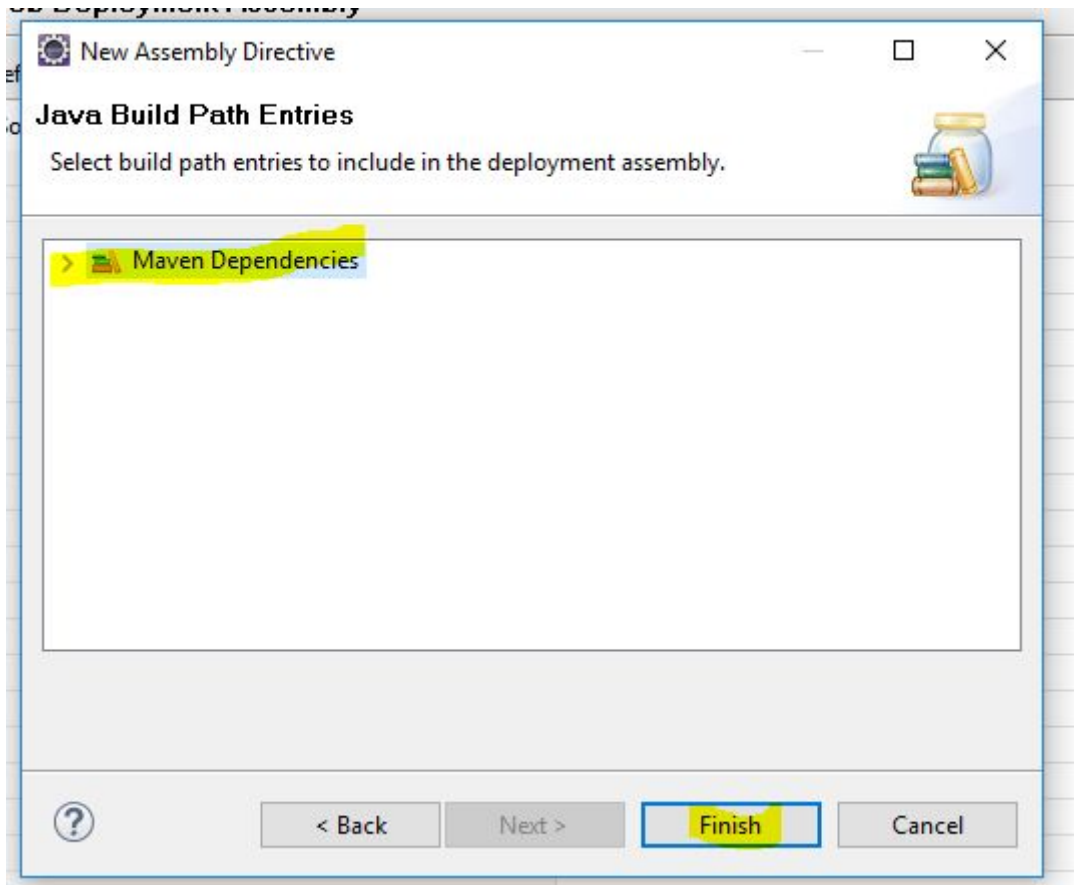 New Assembly Directive
Java Build Path Entries
Select build path entries to include in the deployment assembly.
Maven Dependencies
< Back Next > Finish Cancel